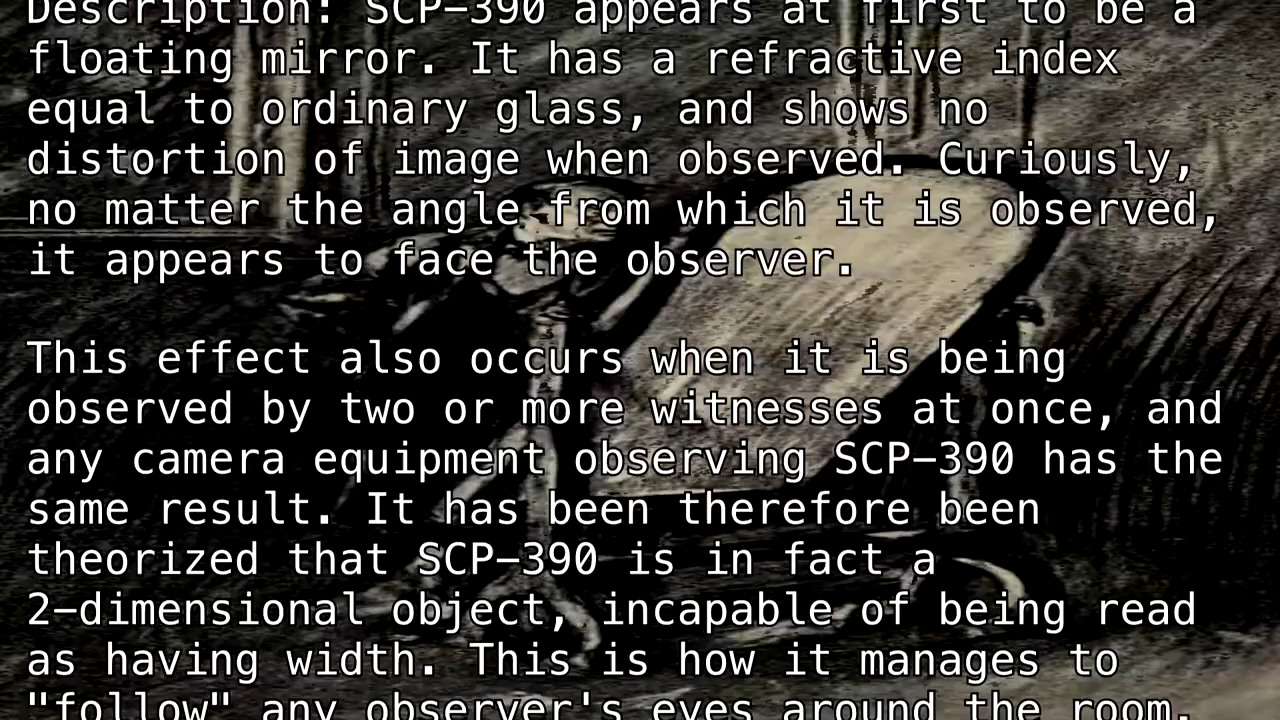 Description: SCP-390 appears at first to be a
floating mirror. It has a refractive index
equal to ordinary glass, and shows no
distortion of image when observed. Curiously,
no matter the angle from which it is observed,
it appears to face the observer.
This effect also occurs when it is being
observed by two or more witnesses at once, and
any camera equipment observing SCP-390 has the
same result. It has been therefore been
theorized that SCP-390 is in fact a
2-dimensional object, incapable of being read
as having width. This is how it manages to
"follow" any observer's eyes around the room.